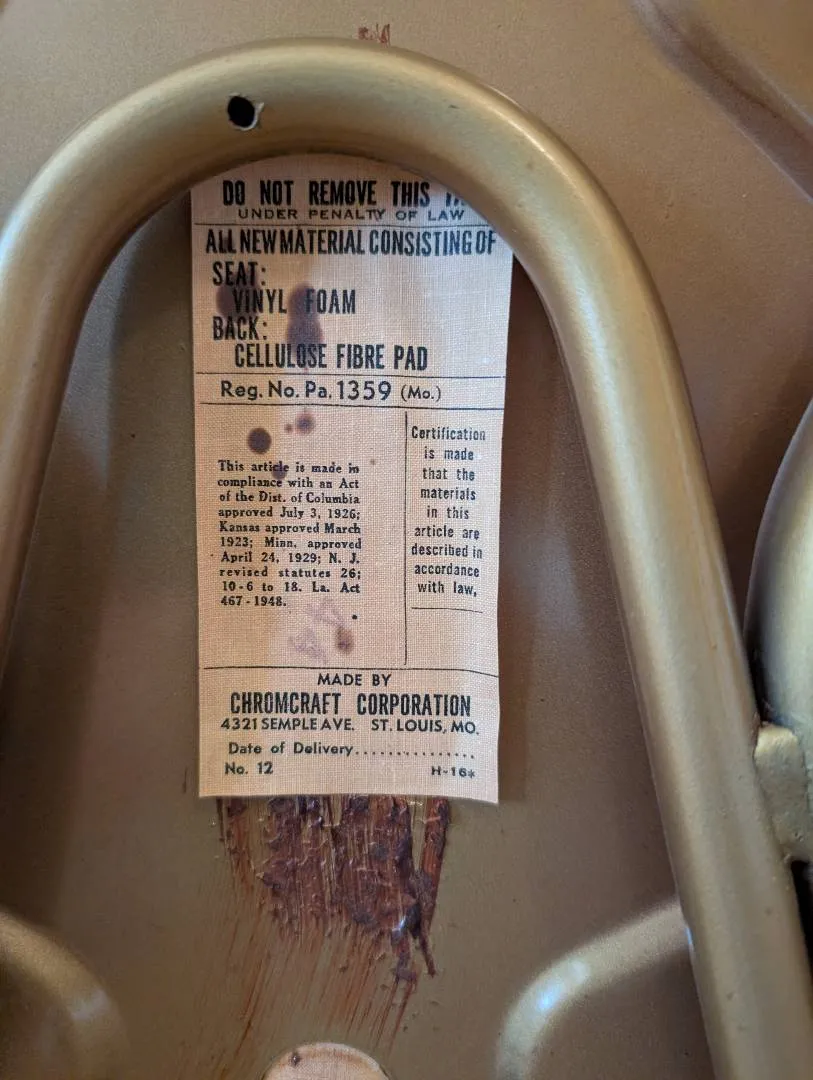 DO NOT REMOVE THIS
UNDER PENALTY OF LAW
ALL NEW MATERIAL CONSISTING OF
SEAT:
VINYL FOAM
BACK:
CELLULOSE FIBRE PAD
Reg. No. Pa. 1359 (Mo.)
This article is made in
compliance with an Act
of the Dist. of Columbia
approved July 3, 1926;
Kansas approved March
1923; Minn. approved
April 24, 1929; N. J.
revised statutes 26;
10-6 to 18. La. Act
467-1948.
Certification
is made
that the
materials
in this
article are
described in
accordance
with law,
MADE BY
CHROMCRAFT CORPORATION
4321 SEMPLE AVE. ST. LOUIS, MO.
Date of Delivery...............
No. 12 H-16*